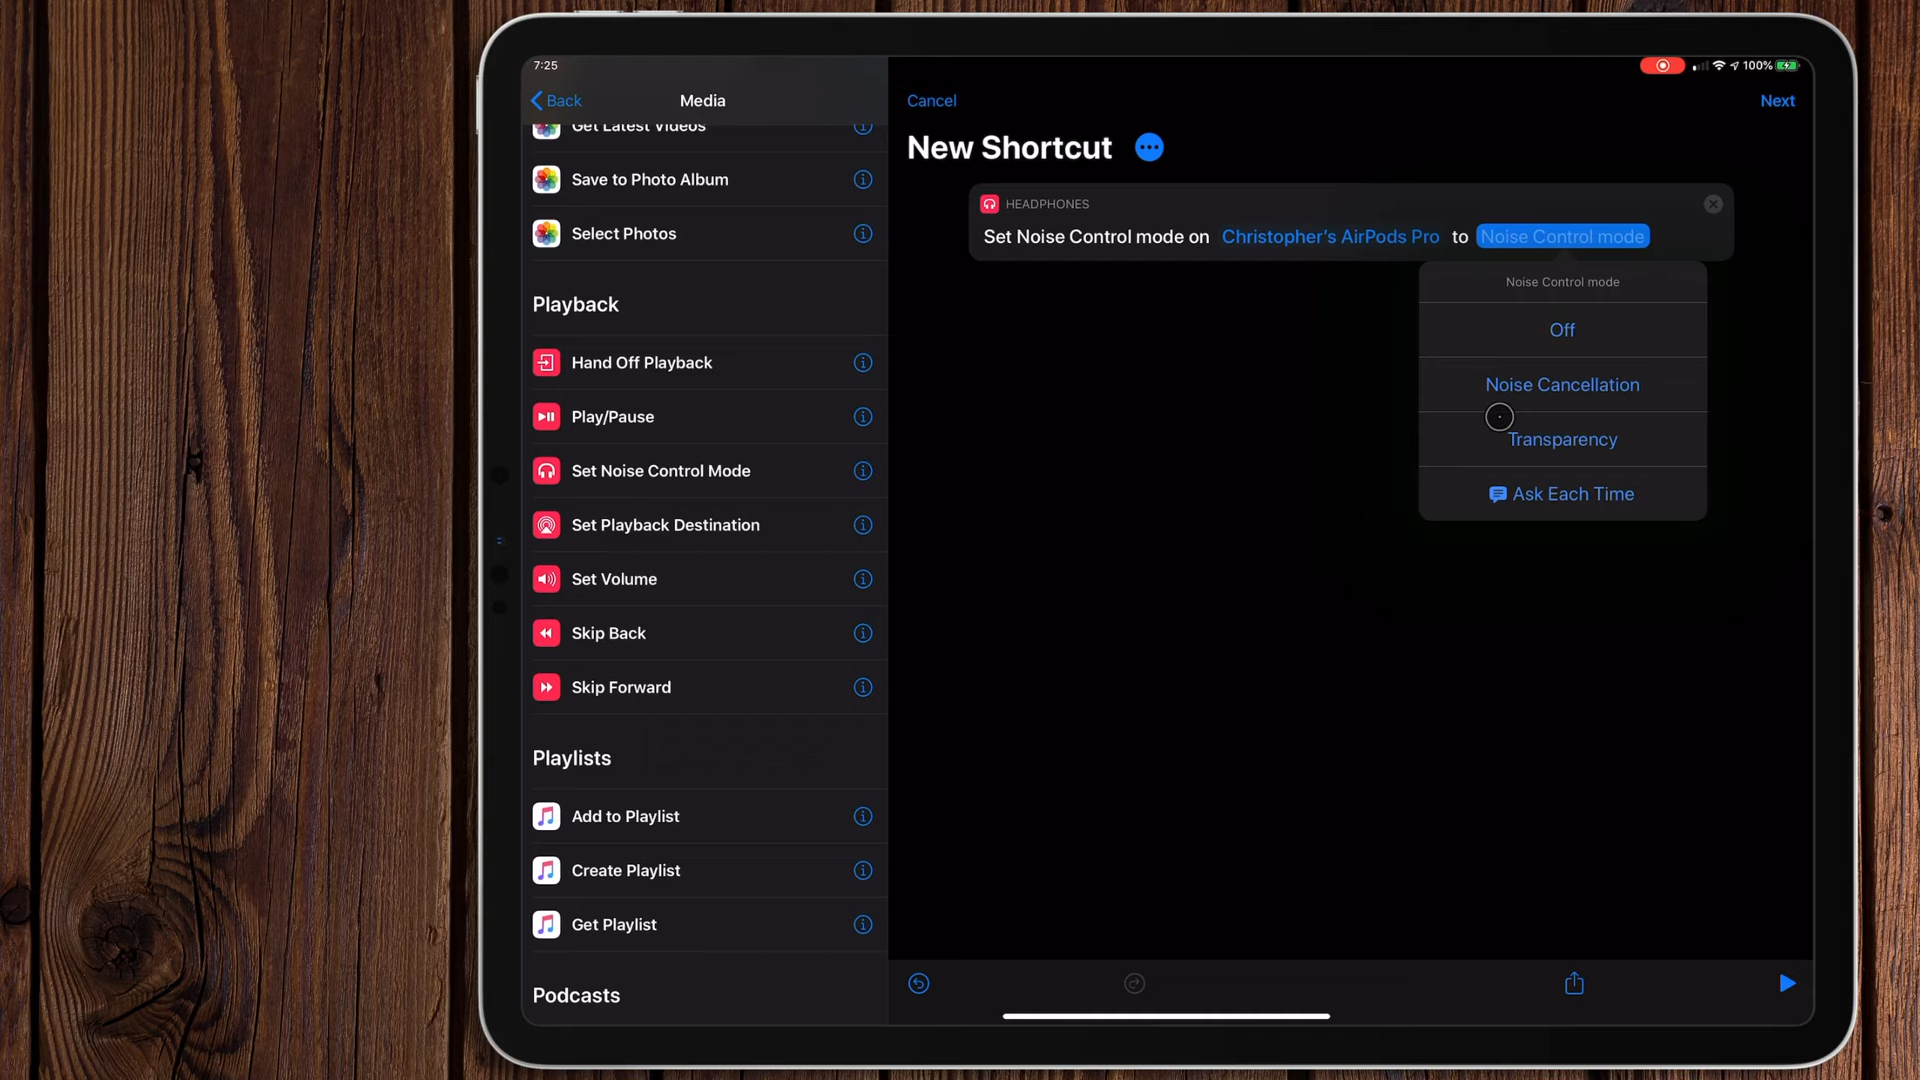 7:25
100%
Back
Media
Get Latest Videos
Save to Photo Album
Select Photos
Playback
Hand Off Playback
Play/Pause
Set Noise Control Mode
Set Playback Destination
Set Volume
Skip Back
Skip Forward
Playlists
Add to Playlist
Create Playlist
Get Playlist
Podcasts
Cancel
Next
New Shortcut
HEADPHONES
Set Noise Control mode on Christopher's AirPods Pro to Noise Control mode
Noise Control mode
Off
Noise Cancellation
Transparency
Ask Each Time